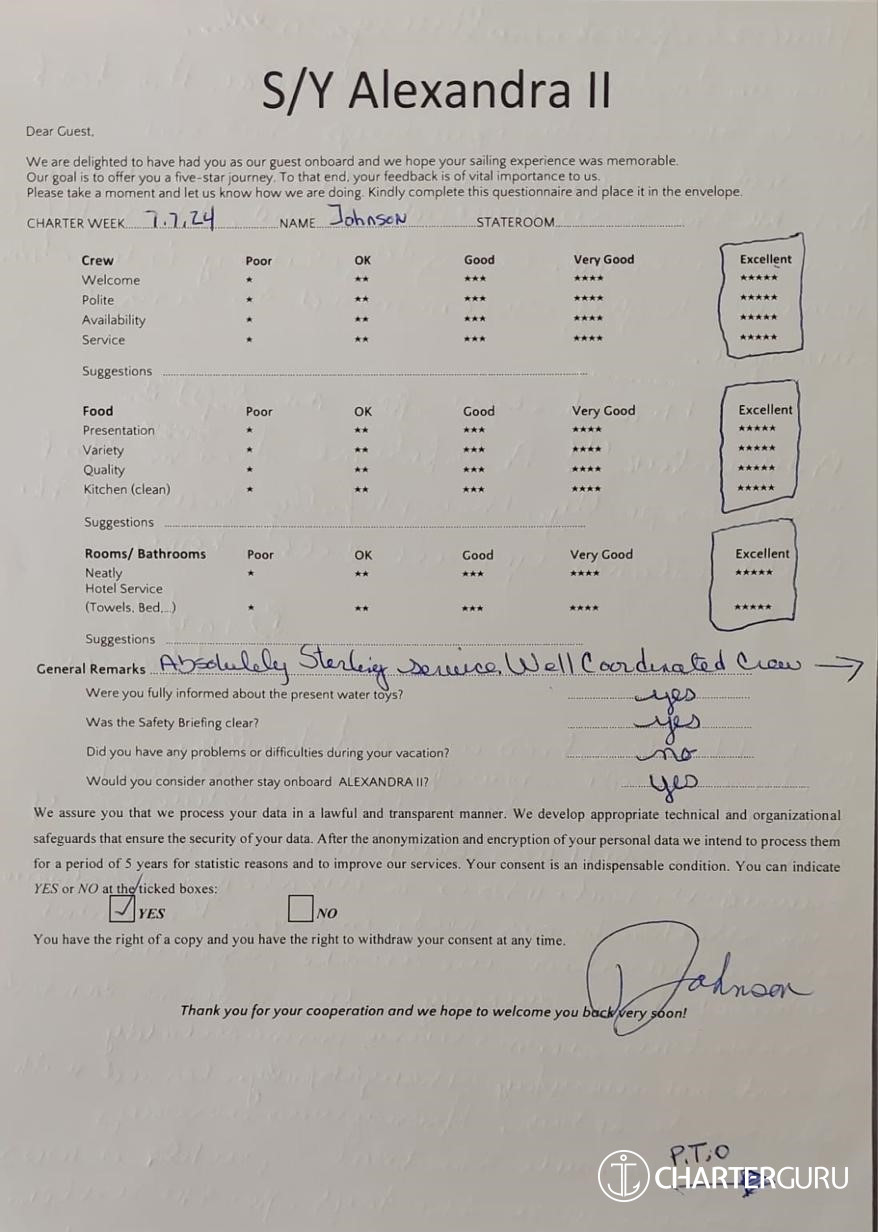 S/Y Alexandra II
Dear Guest,
We are delighted to have had you as our guest onboard and we hope your sailing experience was memorable.
Our goal is to offer you a five-star journey. To that end, your feedback is of vital importance to us.
Please take a moment and let us know how we are doing. Kindly complete this questionnaire and place it in the envelope.
CHARTER WEEK 7.7.24 NAME Johnson STATEROOM
Crew Poor OK Good Very Good Excellent
Welcome ★ ★★ ★★★ ★★★★ ★★★★★
Polite ★ ★★ ★★★ ★★★★ ★★★★★
Availability ★ ★★ ★★★ ★★★★ ★★★★★
Service ★ ★★ ★★★ ★★★★ ★★★★★
Suggestions
Food Poor OK Good Very Good Excellent
Presentation ★ ★★ ★★★ ★★★★ ★★★★★
Variety ★ ★★ ★★★ ★★★★ ★★★★★
Quality ★ ★★ ★★★ ★★★★ ★★★★★
Kitchen (clean) ★ ★★ ★★★ ★★★★ ★★★★★
Suggestions
Rooms/ Bathrooms Poor OK Good Very Good Excellent
Neatly ★ ★★ ★★★ ★★★★ ★★★★★
Hotel Service
(Towels, Bed,...) ★ ★★ ★★★ ★★★★ ★★★★★
Suggestions
General Remarks Absolutely Sterling service, Well Coordinated Crew →
Were you fully informed about the present water toys? yes
Was the Safety Briefing clear? yes
Did you have any problems or difficulties during your vacation? no
Would you consider another stay onboard ALEXANDRA II? yes
We assure you that we process your data in a lawful and transparent manner. We develop appropriate technical and organizational
safeguards that ensure the security of your data. After the anonymization and encryption of your personal data we intend to process them
for a period of 5 years for statistic reasons and to improve our services. Your consent is an indispensable condition. You can indicate
YES or NO at the ticked boxes:
✓ YES NO
You have the right of a copy and you have the right to withdraw your consent at any time.
DJohnson
Thank you for your cooperation and we hope to welcome you back very soon!
P.T.O
CHARTERGURU